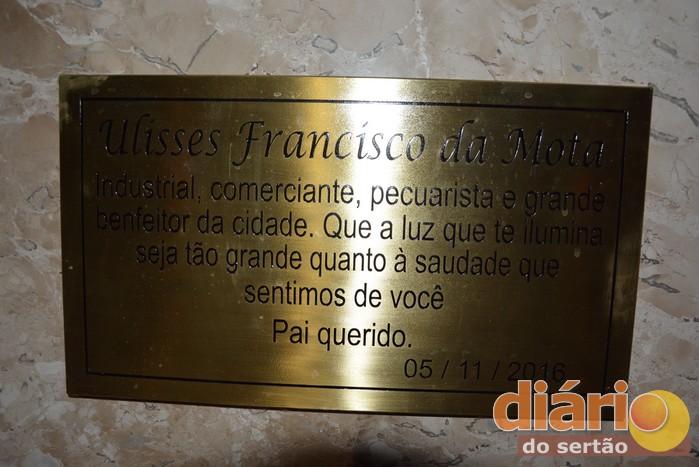 Ulisses Francisco da Mota
Industrial, comerciante, pecuarista e grande
benfeitor da cidade. Que a luz que te ilumina
seja tão grande quanto à saudade que
sentimos de você
Pai querido.
05 / 11 / 2016
diário
do sertão